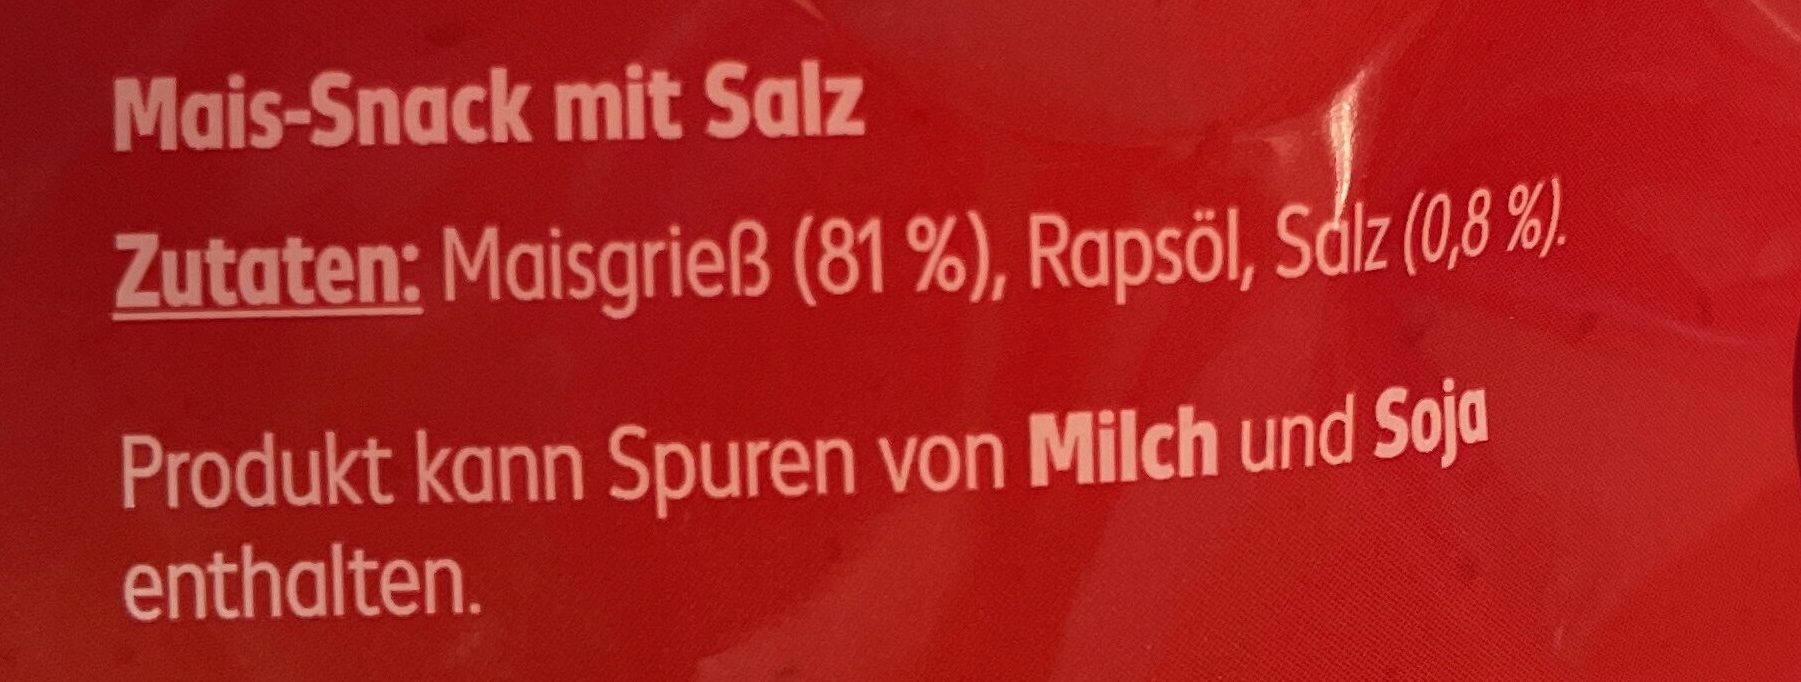 Mais-Snack mit Salz
Zutaten: Maisgrieß (81 %), Rapsöl, Salz (0,8 %).
Produkt kann Spuren von Milch und Soja
enthalten.